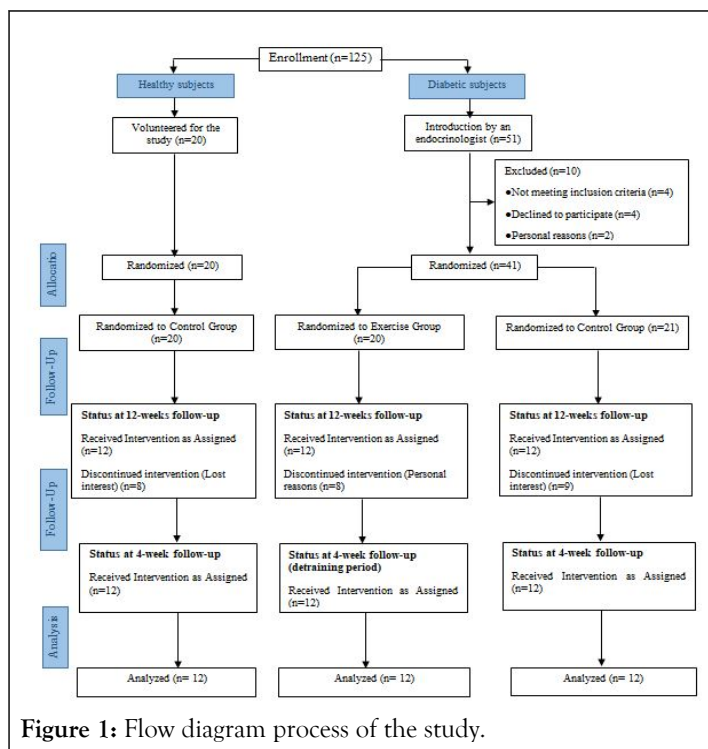 Enrollment (n=125)
Healthy subjects
Diabetic subjects
Volunteered for the
study (n=20)
Introduction by an
endocrinologist (n=51)
Excluded (n=10)
●Not meeting inclusion criteria (n=4)
●Declined to participate (n=4)
●Personal reasons (n=2)
Allocatio
Randomized (n=20)
Randomized (n=41)
Randomized to Control Group
(n=20)
Randomized to Exercise Group
(n=20)
Randomized to Control Group (n=21)
Follow-Up
Status at 12-weeks follow-up
Received Intervention as Assigned
(n=12)
Discontinued intervention (Lost
interest) (n=8)
Status at 12-weeks follow-up
Received Intervention as Assigned
(n=12)
Discontinued intervention (Personal
reasons) (n=8)
Status at 12-weeks follow-up
Received Intervention as Assigned
(n=12)
Discontinued intervention (Lost
interest) (n=9)
Follow-Up
Status at 4-week follow-up
Received Intervention as Assigned
(n=12)
Status at 4-week follow-up
(detraining period)
Received Intervention as Assigned
(n=12)
Status at 4-week follow-up
Received Intervention as Assigned
(n=12)
Analysis
Analyzed (n= 12)
Analyzed (n= 12)
Analyzed (n= 12)
Figure 1: Flow diagram process of the study.